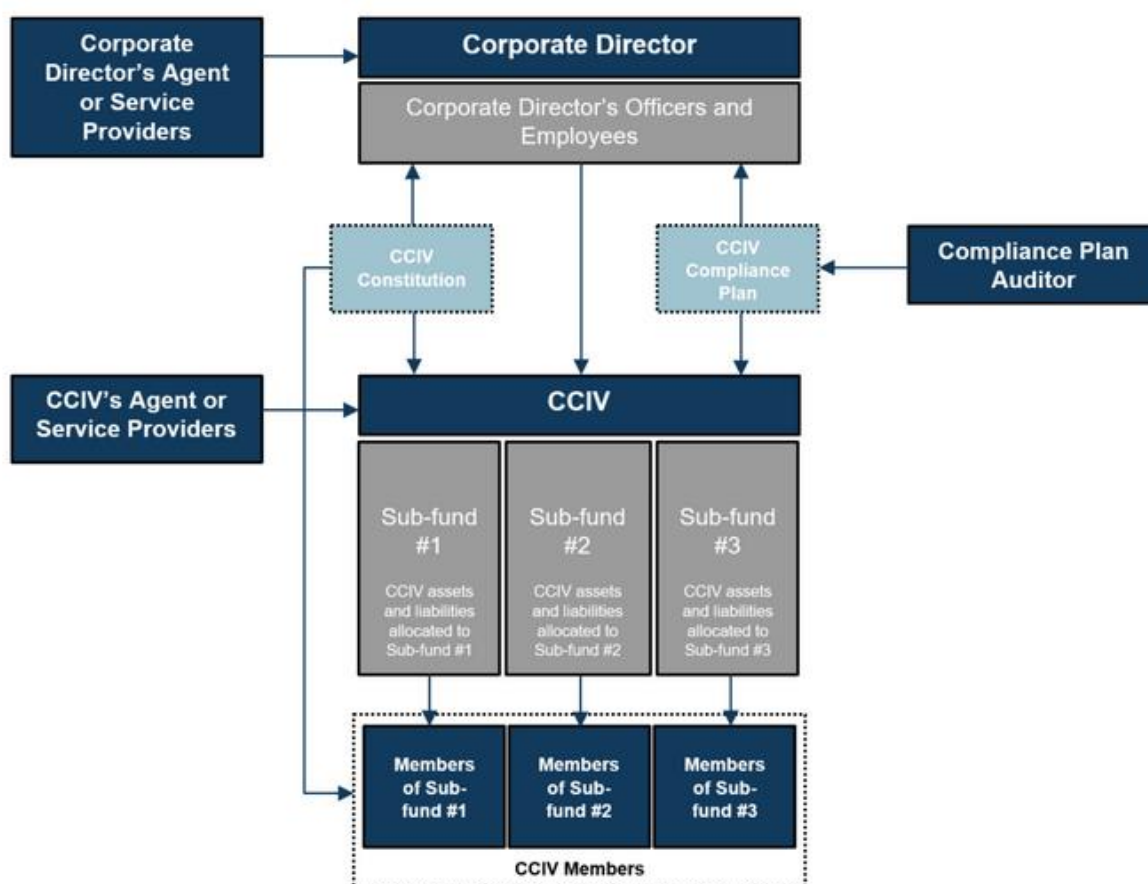 Corporate
Director's Agent
or Service
Providers
Corporate Director
Corporate Director's Officers and
Employees
CCIV
Constitution
CCIV
Compliance
Plan
Compliance Plan
Auditor
CCIV's Agent or
Service Providers
CCIV
Sub-fund
#1
CCIV assets
and liabilities
allocated to
Sub-fund #1
Sub-fund
#2
CCIV assets
and liabilities
allocated to
Sub-fund #2
Sub-fund
#3
CCIV assets
and liabilities
allocated to
Sub-fund #3
Members
of Sub-
fund #1
Members
of Sub-
fund #2
Members
of Sub-
fund #3
CCIV Members